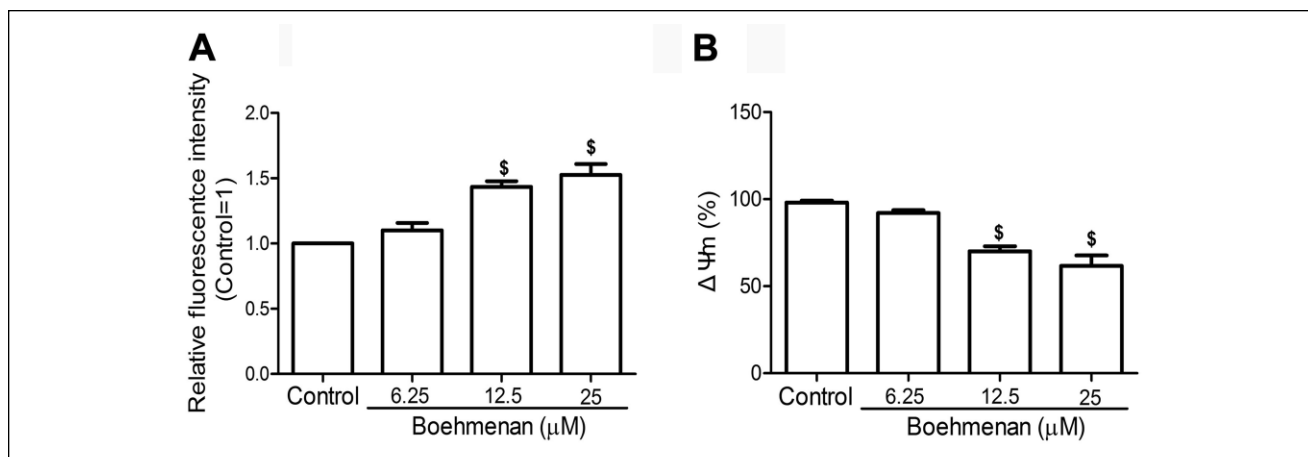 A
Relative fluorescentce intensity
(Control=1)
2.0
1.5
1.0
0.5
0.0
$
$
Control
6.25
12.5
25
Boehmenan (μM)
B
Δ Ψm (%)
150
100
50
0
$
$
Control
6.25
12.5
25
Boehmenan (μM)